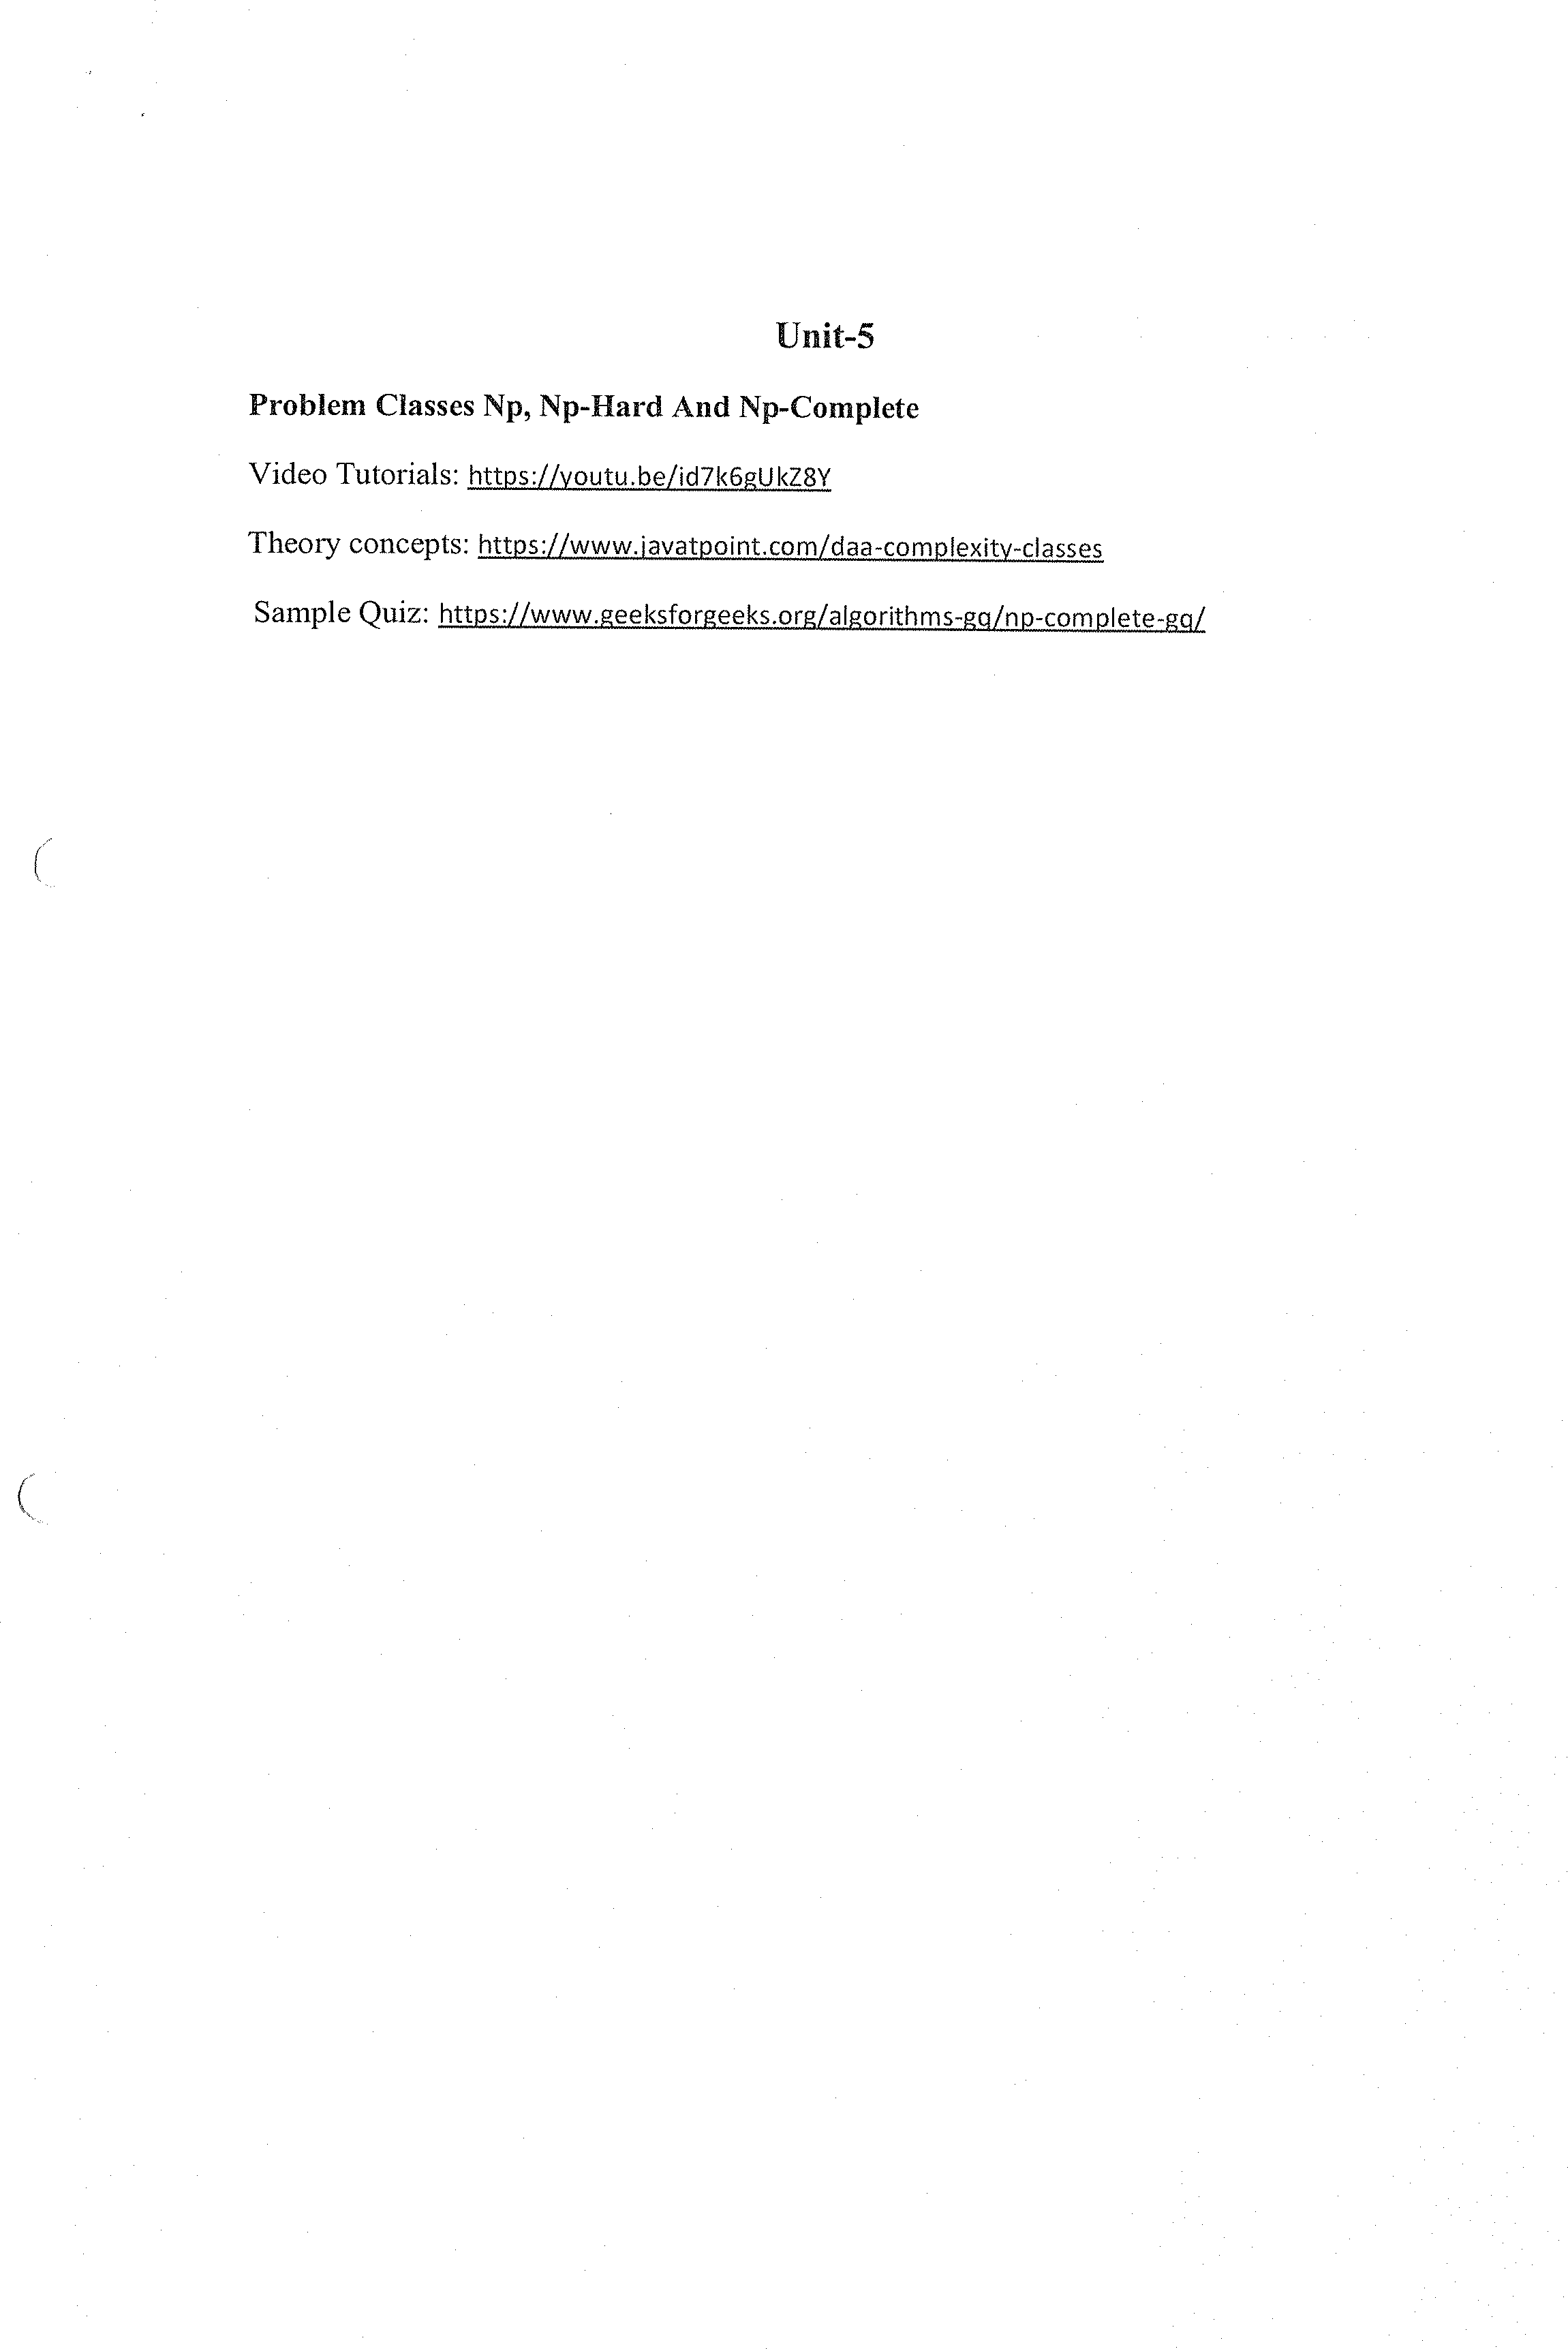 Unit-5
Problem Classes Np, Np-Hard And Np-Complete
Video Tutorials: https://youtu.be/id7k6gUkZ8Y
Theory concepts: https://www.javatpoint.com/daa-complexity-classes
Sample Quiz: https://www.geeksforgeeks.org/algorithms-gq/np-complete-gq/